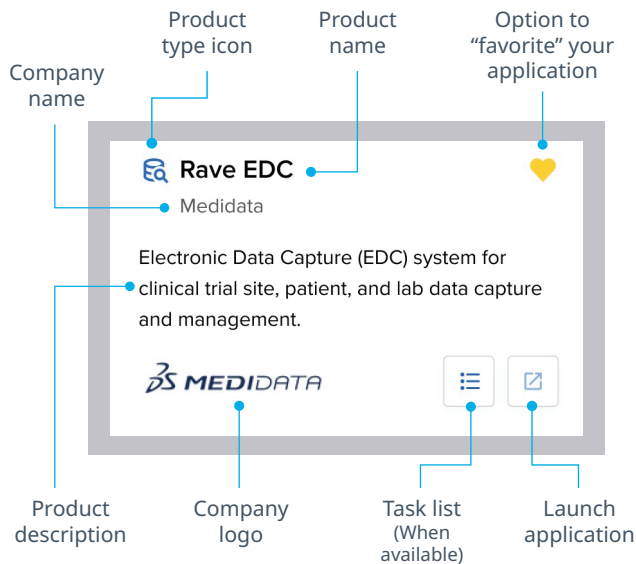 Product
type icon
Product
name
Option to
“favorite” your
application
Company
name
Rave EDC
Medidata
Electronic Data Capture (EDC) system for
clinical trial site, patient, and lab data capture
and management.
3DS MEDIDATA
Product
description
Company
logo
Task list
(When
available)
Launch
application